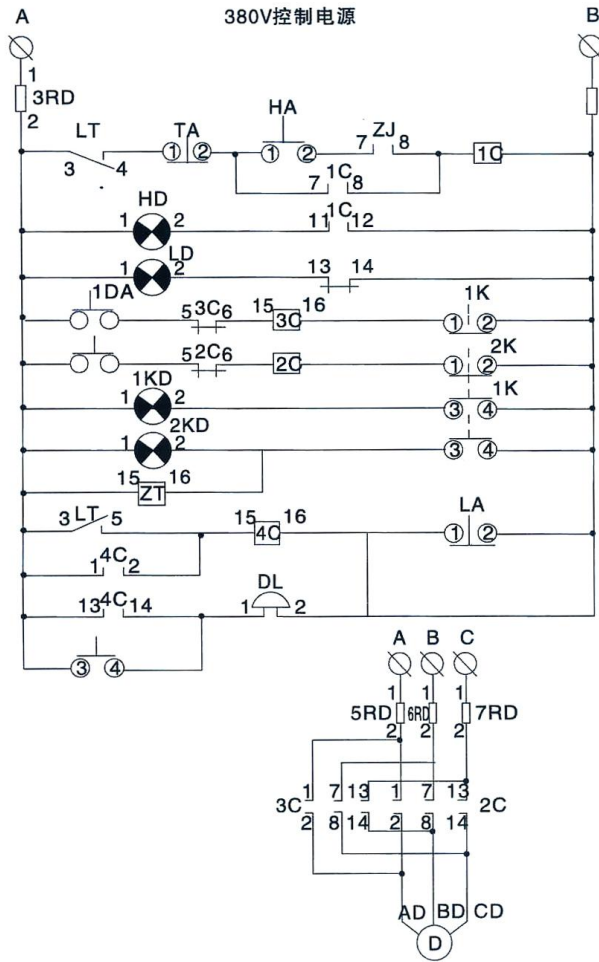 A 380V控制电源 B
1
3RD
2
HA
LT TA ZJ
3 4 ① ② ① ② 7 8 1C
1C
7 8
HD 1C
1 2 11 12
LD
1 2 13 14
1DA 3C 15 16 1K
5 6 3C ① ②
2C 2K
5 6 2C ① ②
1KD 1K
1 2 ③ ④
2KD
1 2 ③ ④
15 16
ZT
LT 15 16 LA
3 5 4C ① ②
4C
1 2
4C DL
13 14 1 2
③ ④
A B C
1 1 1
5RD 6RD 7RD
2 2 2
1 7 13 1 7 13
3C 2C
2 8 14 2 8 14
AD BD CD
D